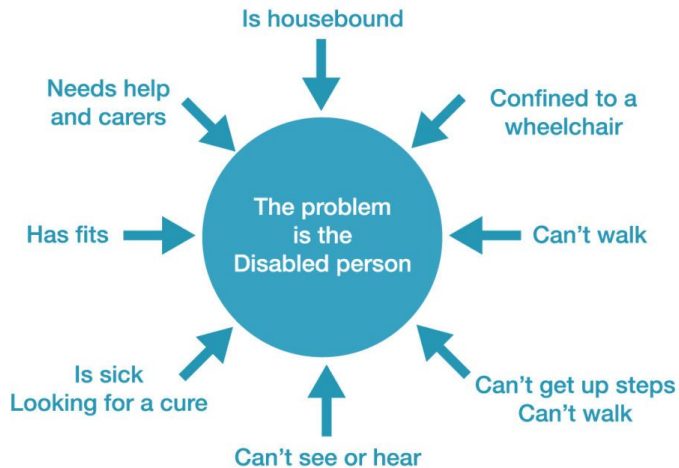 Is housebound
Needs help
and carers
Confined to a
wheelchair
The problem
is the
Disabled person
Has fits
Can't walk
Is sick
Looking for a cure
Can't get up steps
Can't walk
Can't see or hear